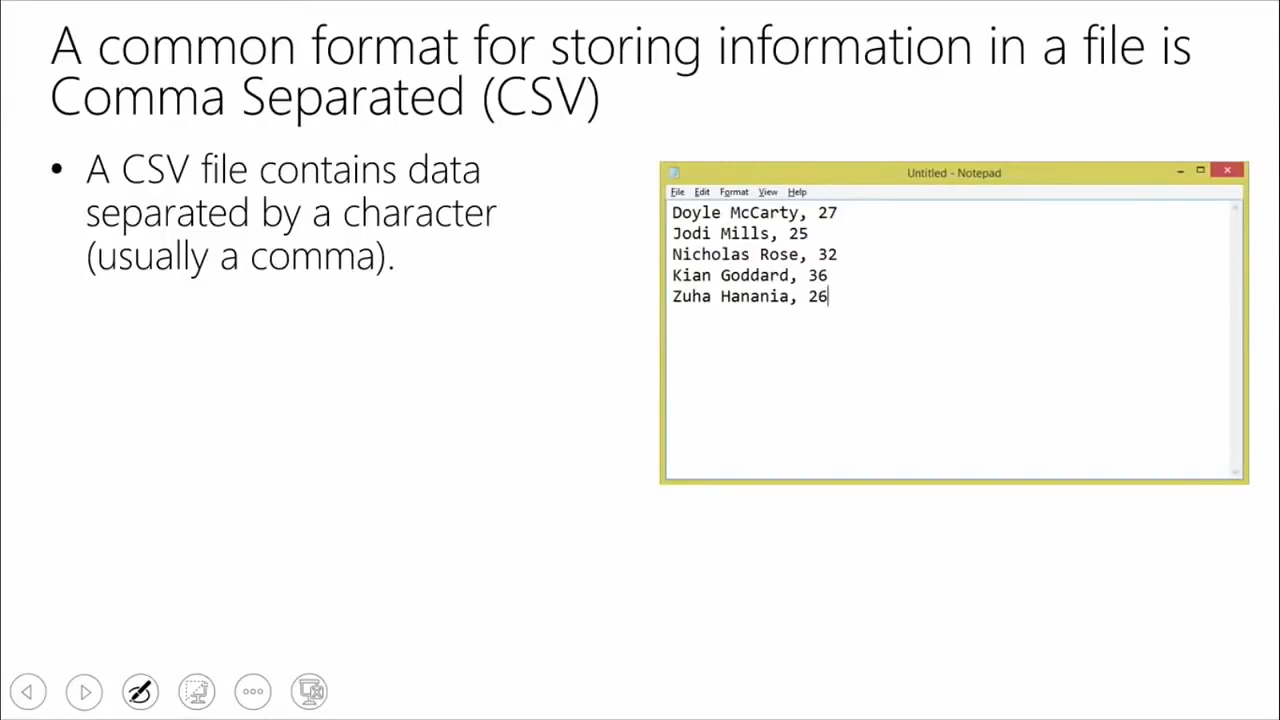 A common format for storing information in a file is
Comma Separated (CSV)
• A CSV file contains data
separated by a character
(usually a comma).
Untitled - Notepad
File Edit Format View Help
Doyle McCarty, 27
Jodi Mills, 25
Nicholas Rose, 32
Kian Goddard, 36
Zuha Hanania, 26